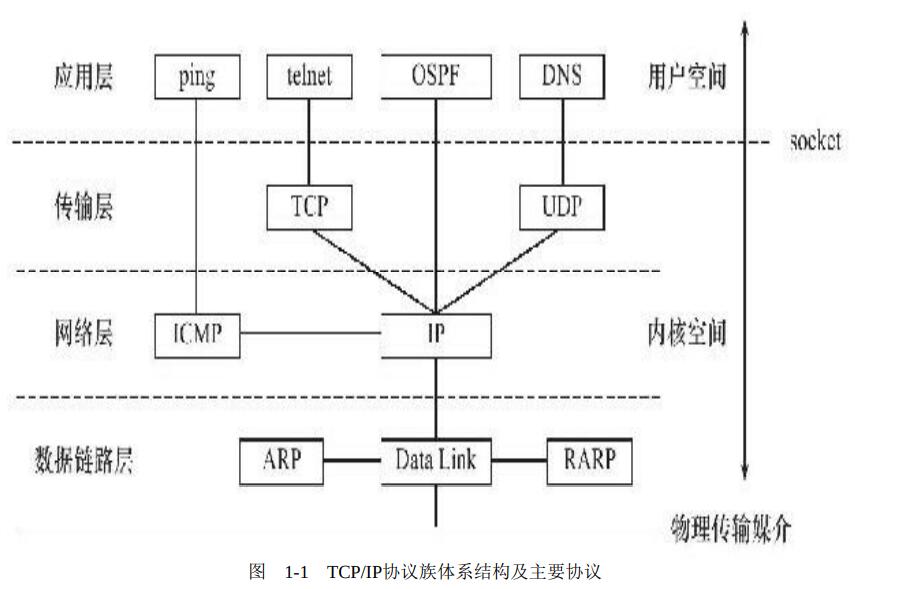 应用层 ping telnet OSPF DNS 用户空间
socket
传输层 TCP UDP
网络层 ICMP IP 内核空间
数据链路层 ARP Data Link RARP
物理传输媒介
图 1-1 TCP/IP协议族体系结构及主要协议